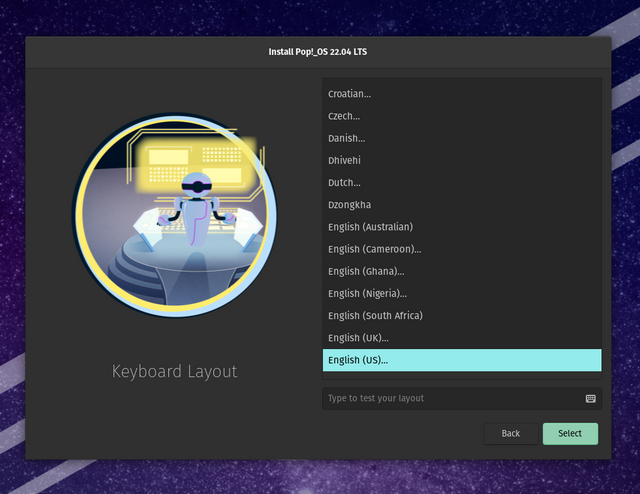 Install Pop!_OS 22.04 LTS
Croatian...
Czech...
Danish...
Dhivehi
Dutch...
Dzongkha
English (Australian)
English (Cameroon)...
English (Ghana)...
English (Nigeria)...
English (South Africa)
English (UK)...
English (US)...
Keyboard Layout
Type to test your layout
Back
Select